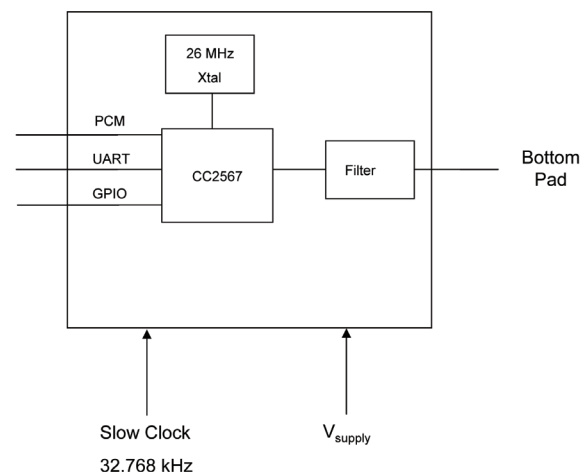 26 MHz
Xtal
PCM
UART
GPIO
CC2567
Filter
Bottom
Pad
Slow Clock
32.768 kHz
Vsupply